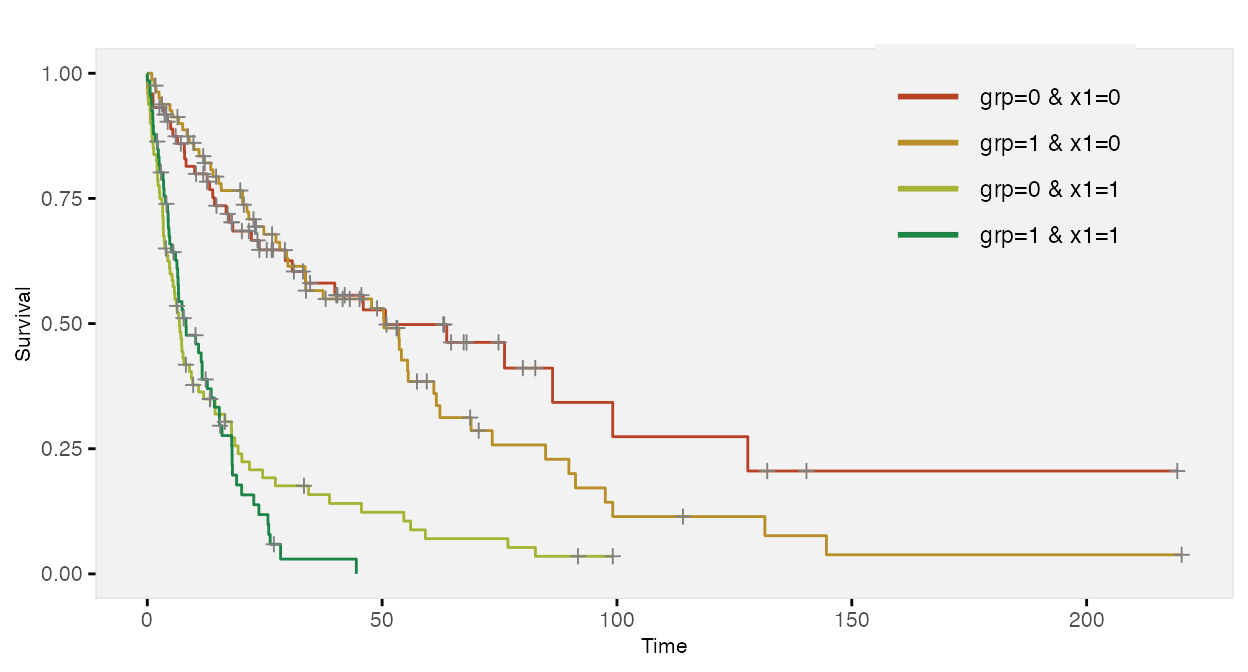 1.00
0.75
0.50
0.25
0.00
Survival
0 50 100 150 200
Time
grp=0 & x1=0
grp=1 & x1=0
grp=0 & x1=1
grp=1 & x1=1